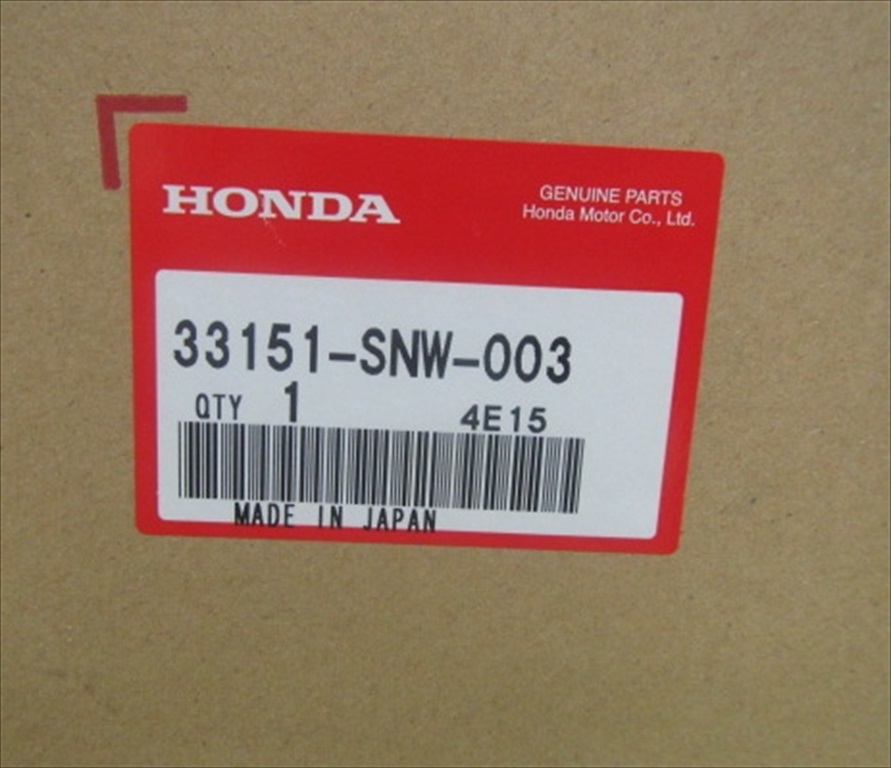 HONDA
GENUINE PARTS
Honda Motor Co., Ltd.
33151-SNW-003
QTY 1 4E15
MADE IN JAPAN